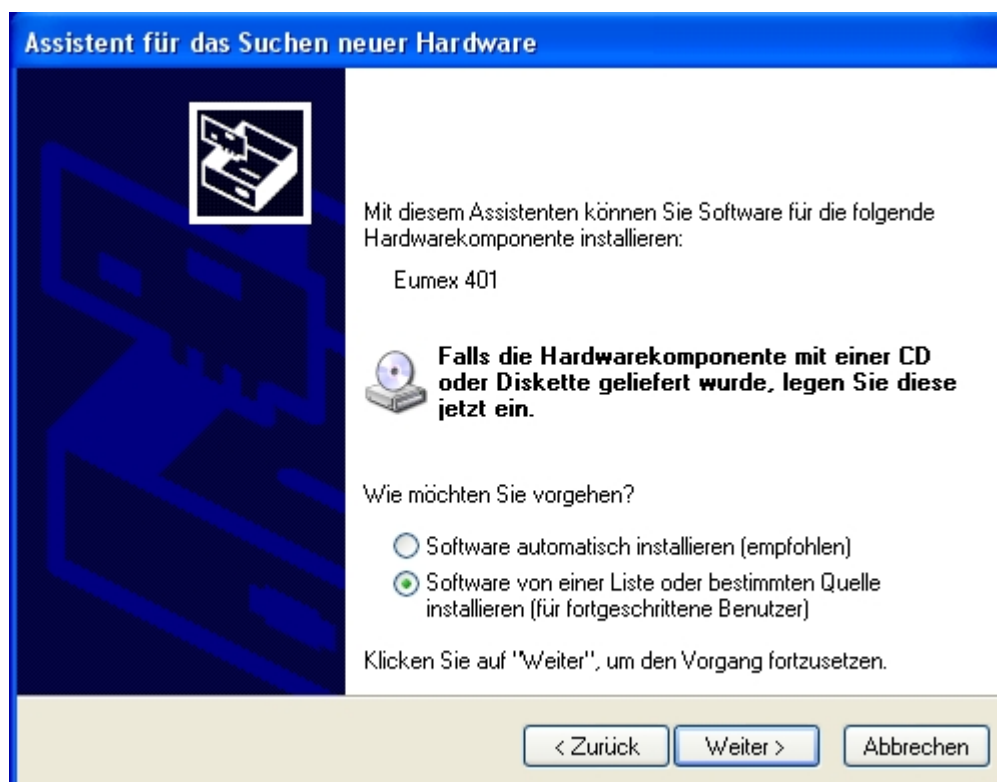 Assistent für das Suchen neuer Hardware
Mit diesem Assistenten können Sie Software für die folgende
Hardwarekomponente installieren:
Eumex 401
Falls die Hardwarekomponente mit einer CD
oder Diskette geliefert wurde, legen Sie diese
jetzt ein.
Wie möchten Sie vorgehen?
Software automatisch installieren (empfohlen)
Software von einer Liste oder bestimmten Quelle
installieren (für fortgeschrittene Benutzer)
Klicken Sie auf "Weiter", um den Vorgang fortzusetzen.
< Zurück Weiter > Abbrechen